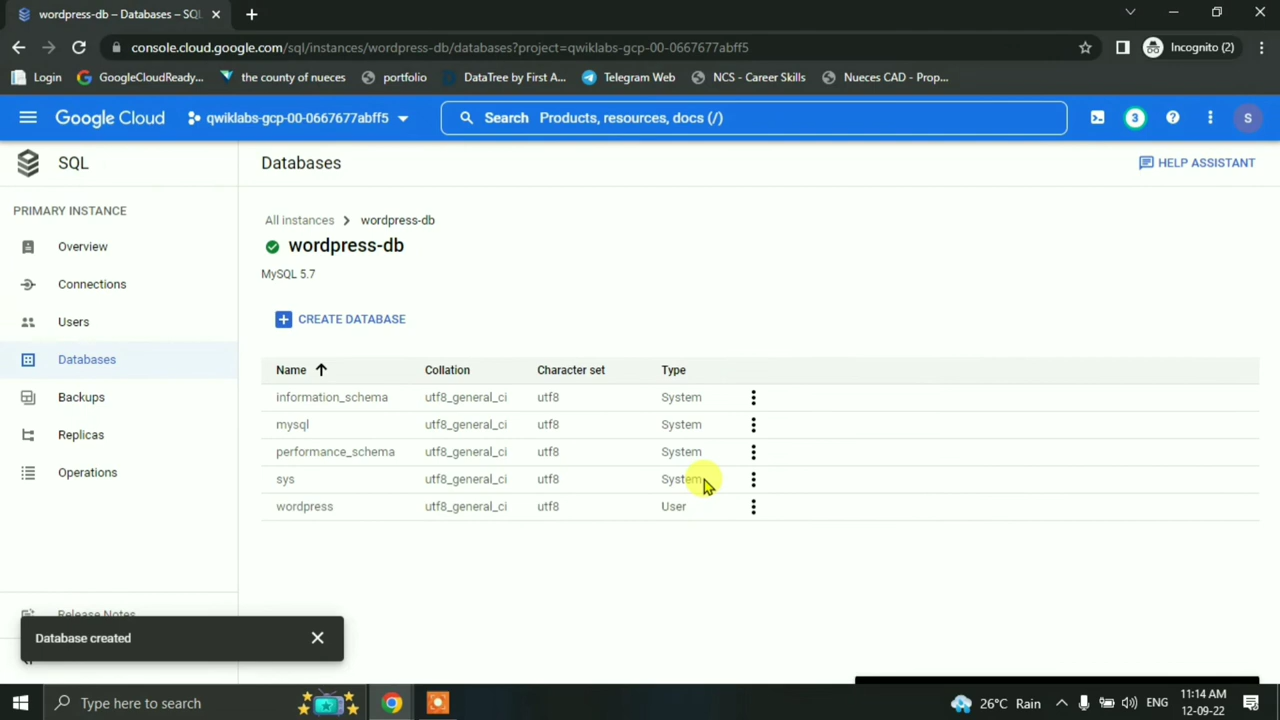 wordpress-db – Databases – SQL
console.cloud.google.com/sql/instances/wordpress-db/databases?project=qwiklabs-gcp-00-0667677abff5
Incognito (2)
Login
GoogleCloudReady...
the county of nueces
portfolio
DataTree by First A...
Telegram Web
NCS - Career Skills
Nueces CAD - Prop...
Google Cloud
qwiklabs-gcp-00-0667677abff5
Search Products, resources, docs (/)
3
S
SQL
Databases
HELP ASSISTANT
PRIMARY INSTANCE
Overview
Connections
Users
Databases
Backups
Replicas
Operations
Release Notes
All instances > wordpress-db
wordpress-db
MySQL 5.7
CREATE DATABASE
Name Collation Character set Type
information_schema utf8_general_ci utf8 System
mysql utf8_general_ci utf8 System
performance_schema utf8_general_ci utf8 System
sys utf8_general_ci utf8 System
wordpress utf8_general_ci utf8 User
Database created
Type here to search
26°C Rain
ENG
11:14 AM
12-09-22